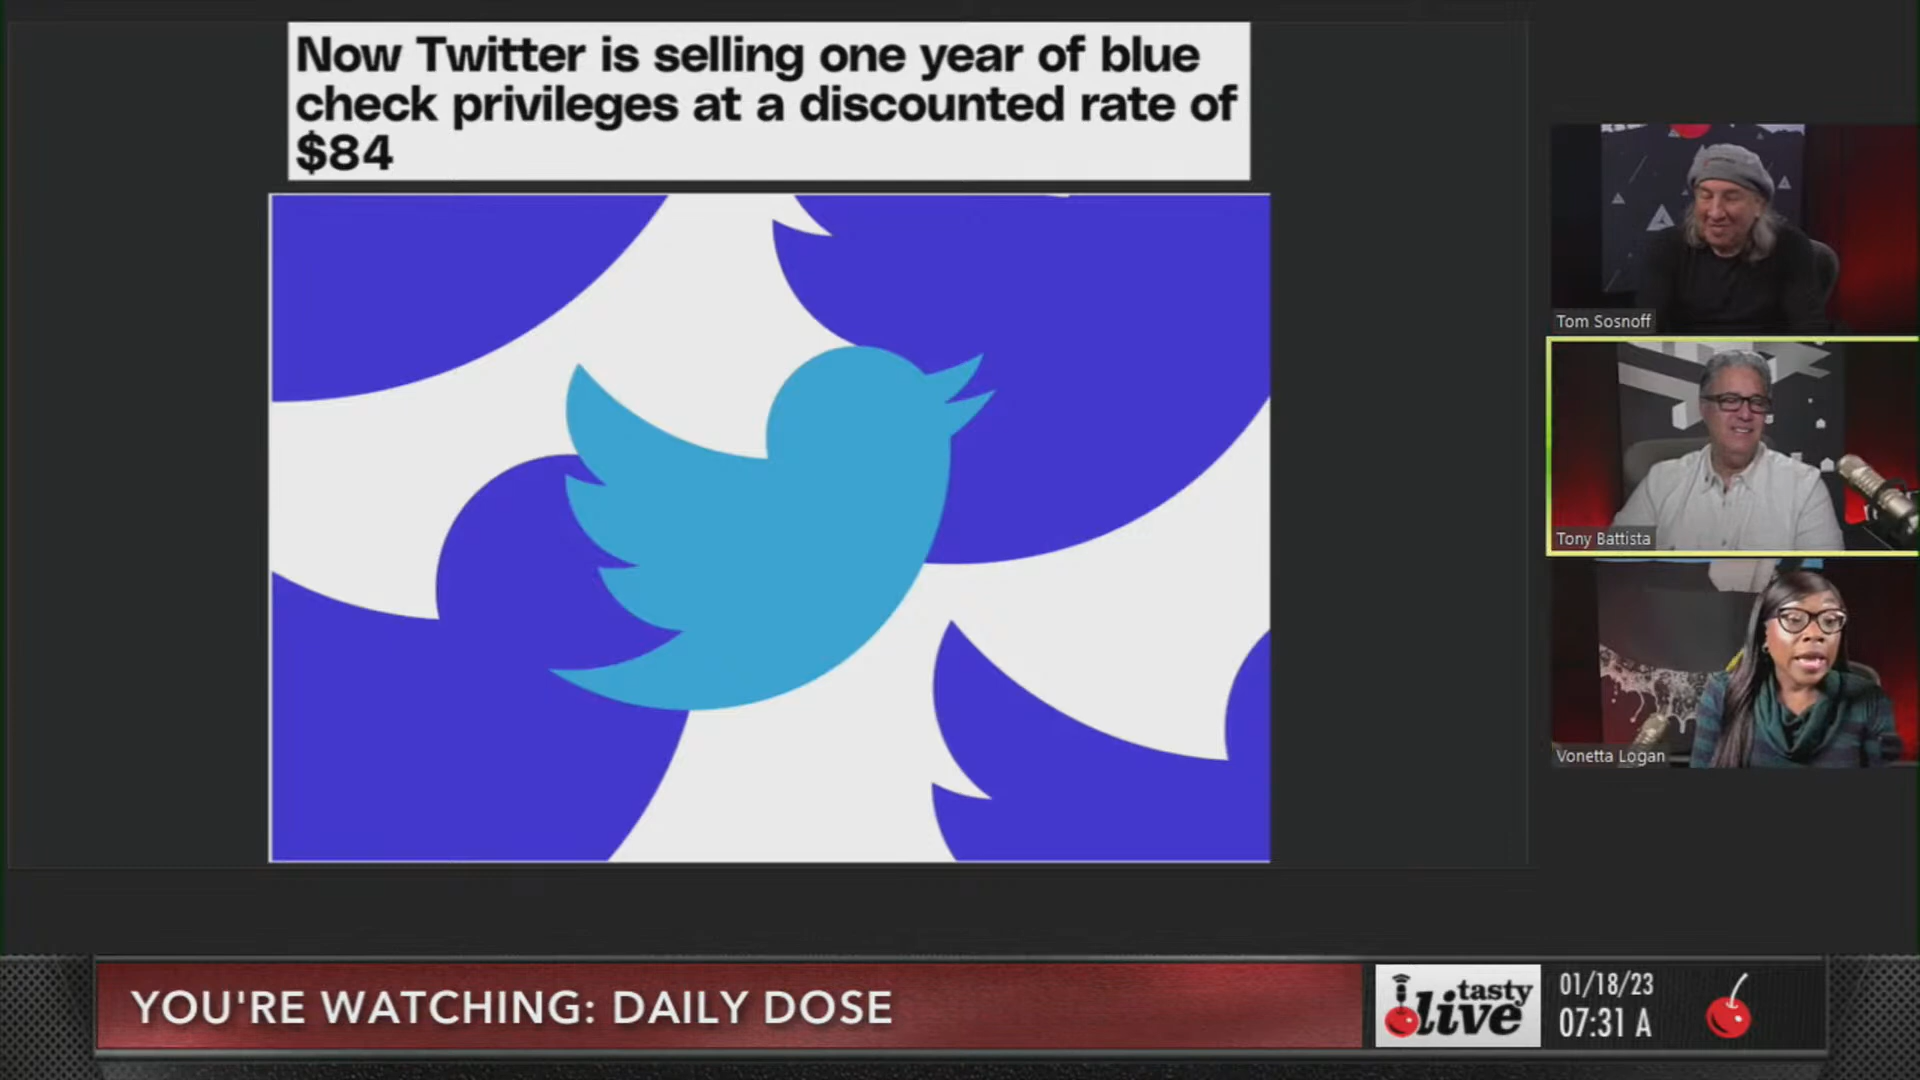 Now Twitter is selling one year of blue
check privileges at a discounted rate of
$84
Tom Sosnoff
Tony Battista
Vonetta Logan
YOU'RE WATCHING: DAILY DOSE
tasty
live
01/18/23
07:31 A